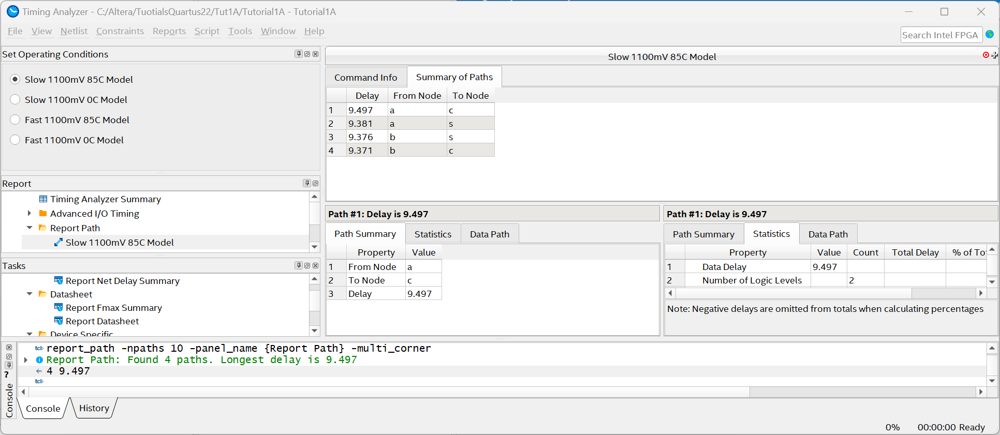 Timing Analyzer - C:/Altera/TuotialsQuartus22/Tut1A/Tutorial1A - Tutorial1A
File View Netlist Constraints Reports Script Tools Window Help
Search Intel FPGA
Set Operating Conditions
Slow 1100mV 85C Model
Slow 1100mV 0C Model
Fast 1100mV 85C Model
Fast 1100mV 0C Model
Report
Timing Analyzer Summary
Advanced I/O Timing
Report Path
Slow 1100mV 85C Model
Tasks
Report Net Delay Summary
Datasheet
Report Fmax Summary
Report Datasheet
Device Specific
Slow 1100mV 85C Model
Command Info Summary of Paths
Delay From Node To Node
1 9.497 a c
2 9.381 a s
3 9.376 b s
4 9.371 b c
Path #1: Delay is 9.497
Path Summary Statistics Data Path
Property Value
1 From Node a
2 To Node c
3 Delay 9.497
Path #1: Delay is 9.497
Path Summary Statistics Data Path
Property Value Count Total Delay % of To
1 Data Delay 9.497
2 Number of Logic Levels 2
Note: Negative delays are omitted from totals when calculating percentages
tcl> report_path -npaths 10 -panel_name {Report Path} -multi_corner
Report Path: Found 4 paths. Longest delay is 9.497
4 9.497
tcl>
?
Console
Console History
0% 00:00:00 Ready